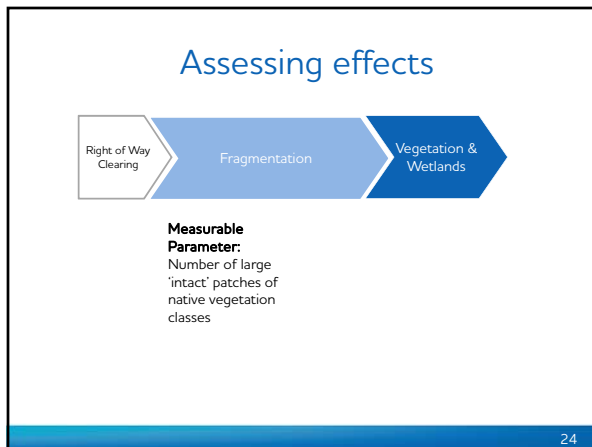 Assessing effects
Right of Way
Clearing
Fragmentation
Vegetation &
Wetlands
Measurable
Parameter:
Number of large
'intact' patches of
native vegetation
classes
24